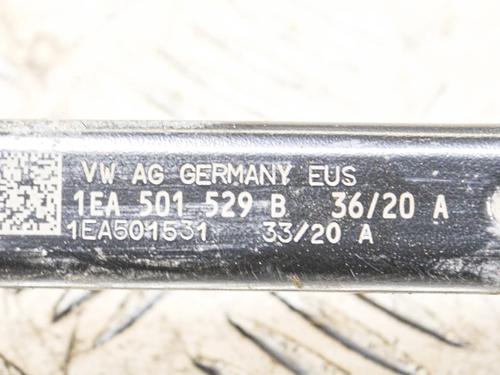 VW AG GERMANY EUS
1EA 501 529 B 36/20 A
1EA501531 33/20 A